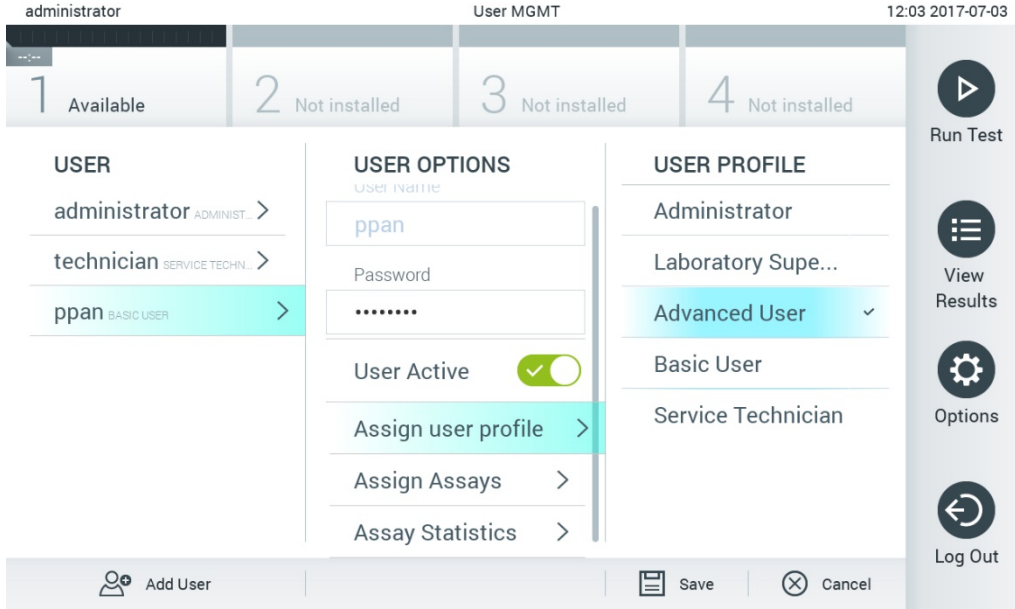 administrator
User MGMT
12:03 2017-07-03
--:--
1 Available
2 Not installed
3 Not installed
4 Not installed
Run Test
View
Results
Options
Log Out
USER
administrator ADMINIST...
technician SERVICE TECHN...
ppan BASIC USER
USER OPTIONS
User Name
ppan
Password
••••••••
User Active
Assign user profile
Assign Assays
Assay Statistics
USER PROFILE
Administrator
Laboratory Supe...
Advanced User
Basic User
Service Technician
Add User
Save
Cancel